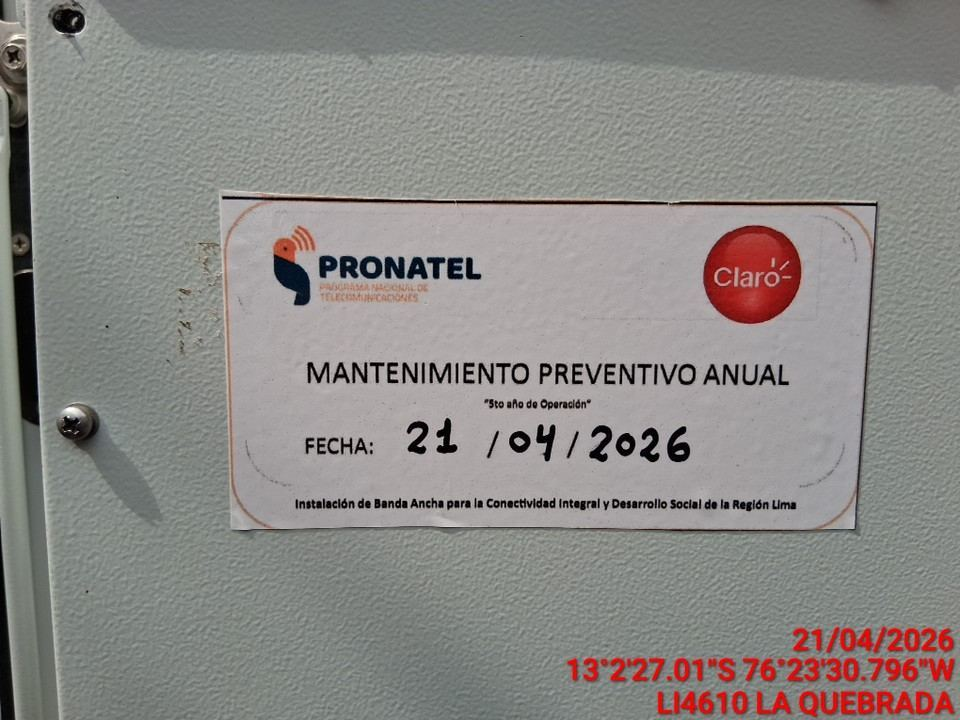 PRONATEL
PROGRAMA NACIONAL DE
TELECOMUNICACIONES
Claro
MANTENIMIENTO PREVENTIVO ANUAL
"5to año de Operación"
FECHA: 21 / 04 / 2026
Instalación de Banda Ancha para la Conectividad Integral y Desarrollo Social de la Región Lima
21/04/2026
13°2'27.01"S 76°23'30.796"W
LI4610 LA QUEBRADA